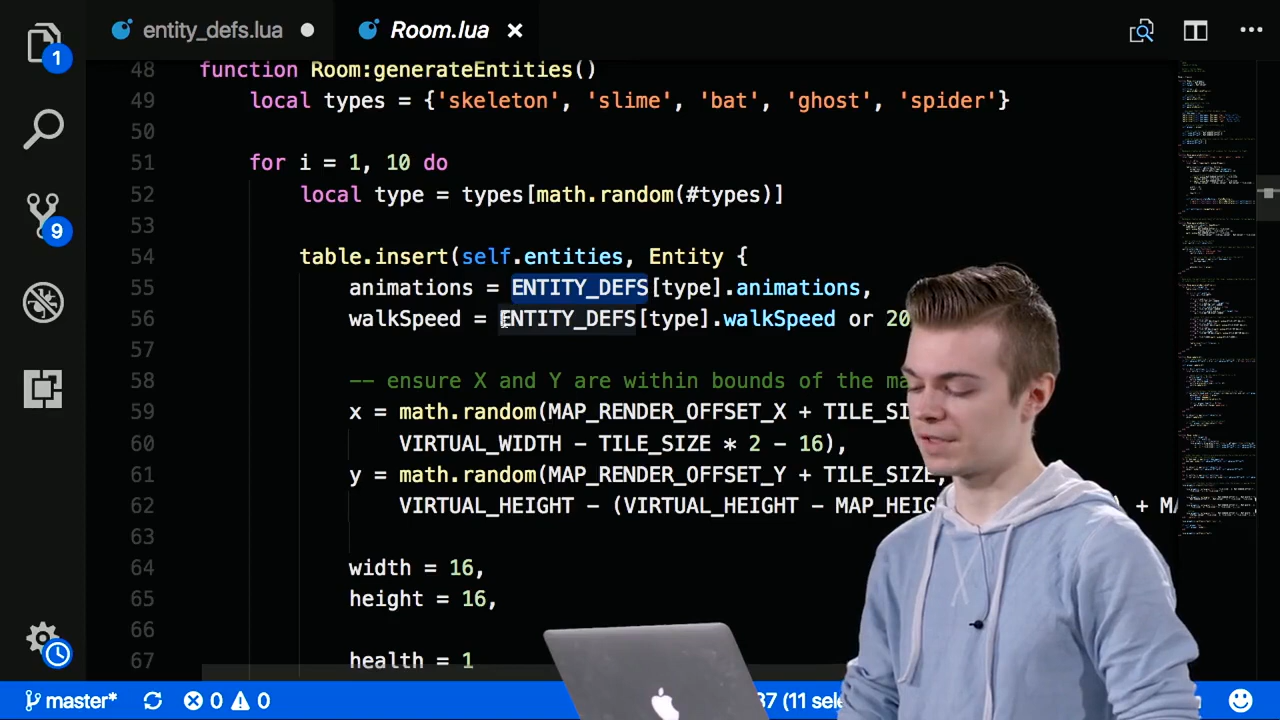 1
9
entity_defs.lua
Room.lua
48 function Room:generateEntities()
49 local types = {'skeleton', 'slime', 'bat', 'ghost', 'spider'}
50
51 for i = 1, 10 do
52 local type = types[math.random(#types)]
53
54 table.insert(self.entities, Entity {
55 animations = ENTITY_DEFS[type].animations,
56 walkSpeed = ENTITY_DEFS[type].walkSpeed or 20
57
58 -- ensure X and Y are within bounds of the
59 x = math.random(MAP_RENDER_OFFSET_X +
60 VIRTUAL_WIDTH - TILE_SIZE * 2 - 16),
61 y = math.random(MAP_RENDER_OFFSET_Y + TILE_SIZE,
62 VIRTUAL_HEIGHT - (VIRTUAL_HEIGHT - +
63
64 width = 16,
65 height = 16,
66
67 health = 1
master* 0 0